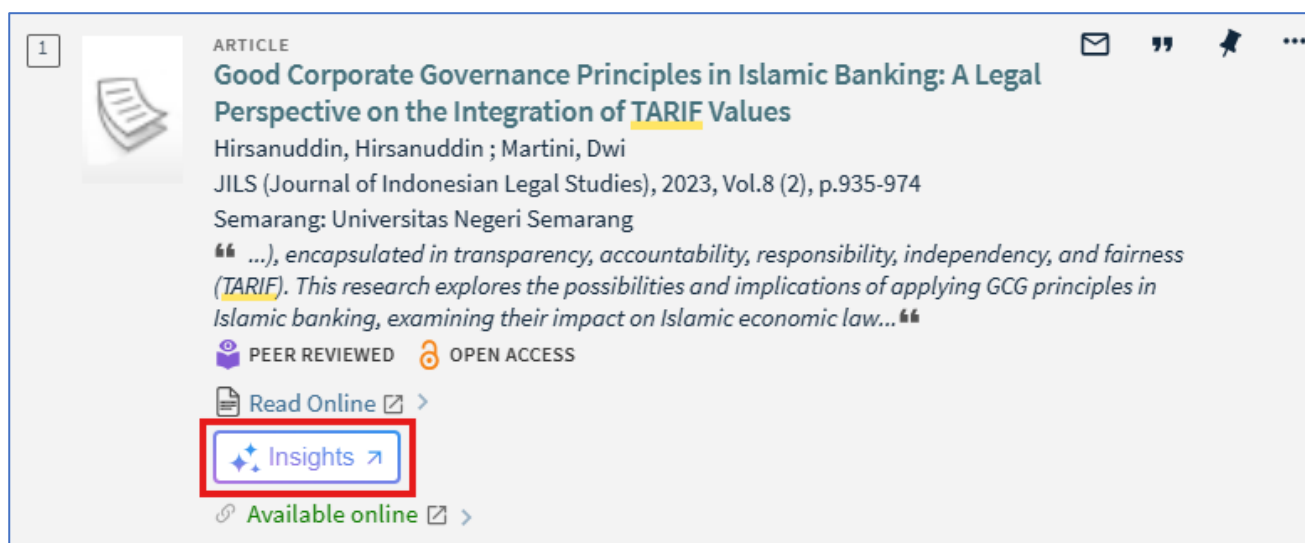 1
ARTICLE
Good Corporate Governance Principles in Islamic Banking: A Legal
Perspective on the Integration of TARIF Values
Hirsanuddin, Hirsanuddin ; Martini, Dwi
JILS (Journal of Indonesian Legal Studies), 2023, Vol.8 (2), p.935-974
Semarang: Universitas Negeri Semarang
❝ ...), encapsulated in transparency, accountability, responsibility, independency, and fairness
(TARIF). This research explores the possibilities and implications of applying GCG principles in
Islamic banking, examining their impact on Islamic economic law... ❝
PEER REVIEWED OPEN ACCESS
Read Online
Insights
Available online